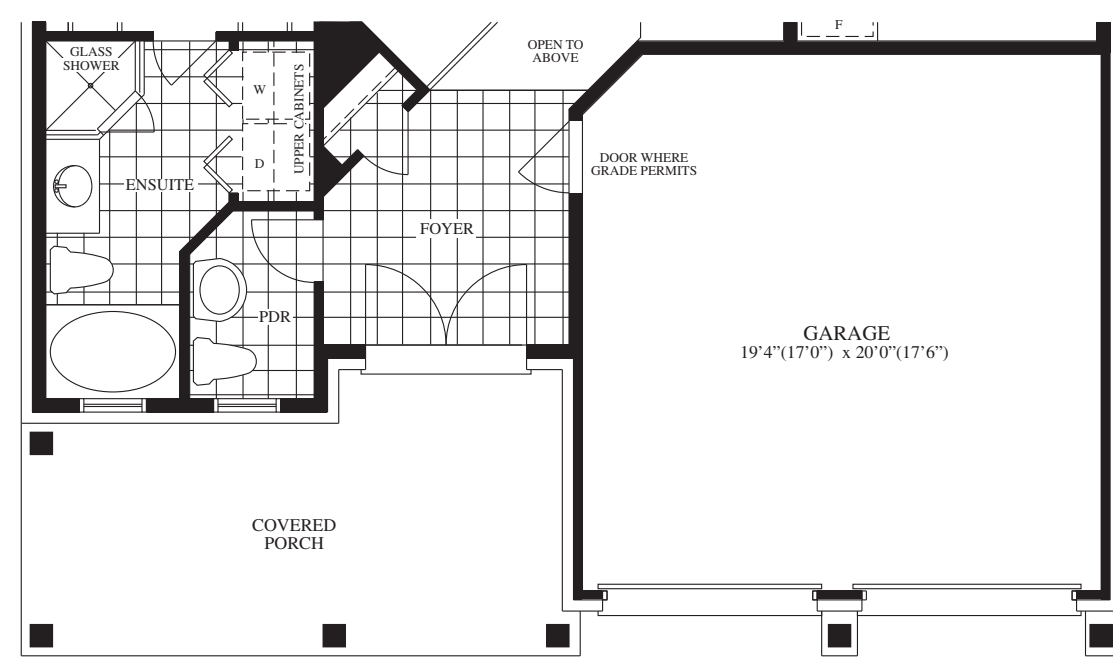 F
OPEN TO
ABOVE
GLASS
SHOWER
W
UPPER CABINETS
D
DOOR WHERE
GRADE PERMITS
ENSUITE
FOYER
PDR
GARAGE
19’4”(17’0”) x 20’0”(17’6”)
COVERED
PORCH